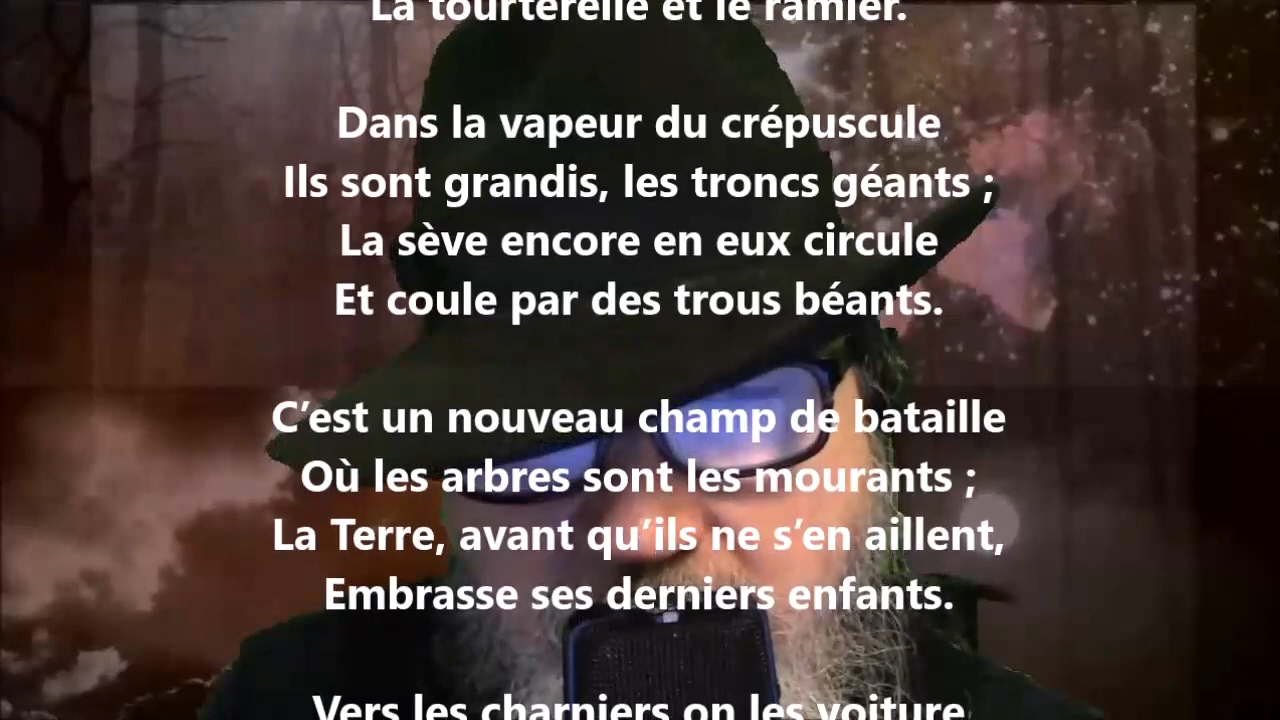 La tourterelle et le ramier.
Dans la vapeur du crépuscule
Ils sont grandis, les troncs géants ;
La sève encore en eux circule
Et coule par des trous béants.
C’est un nouveau champ de bataille
Où les arbres sont les mourants ;
La Terre, avant qu’ils ne s’en aillent,
Embrasse ses derniers enfants.
Vers les charniers on les voiture